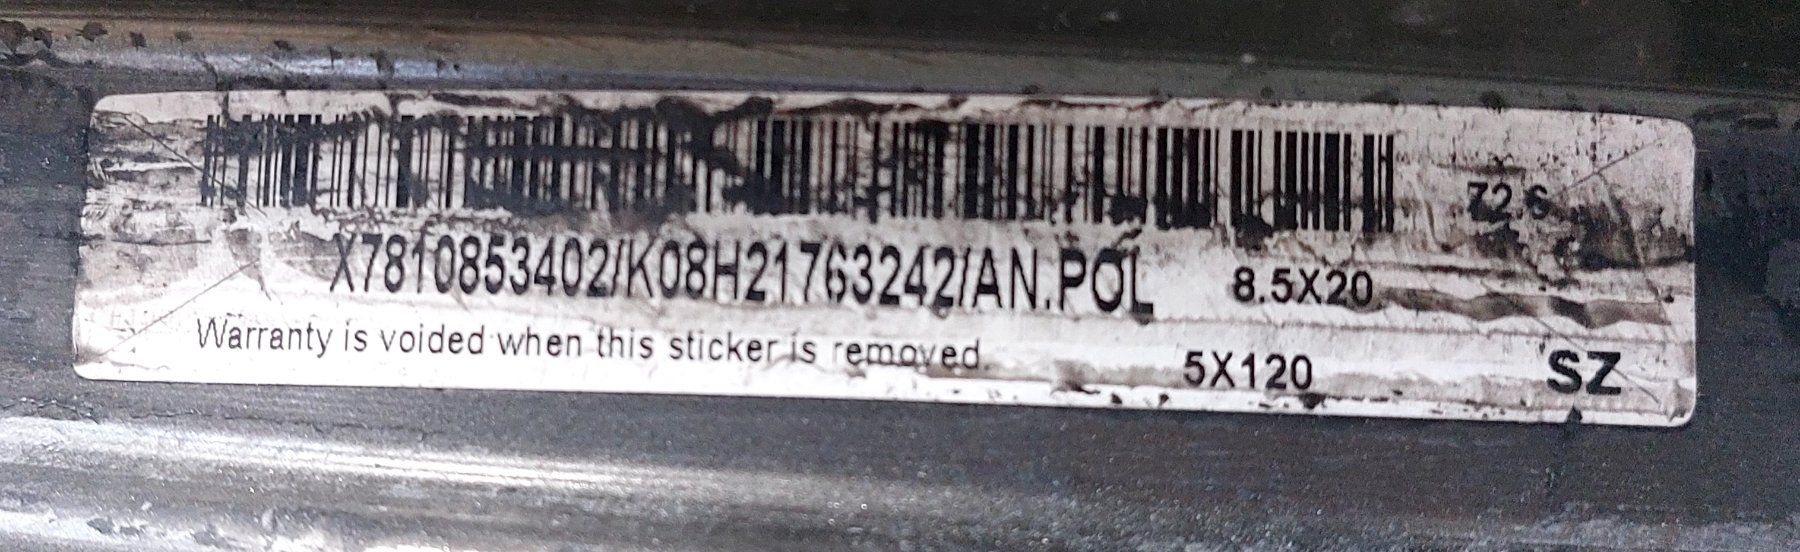 72.6
X7810853402/K08H21763242/AN.POL 8.5X20
Warranty is voided when this sticker is removed. 5X120 SZ